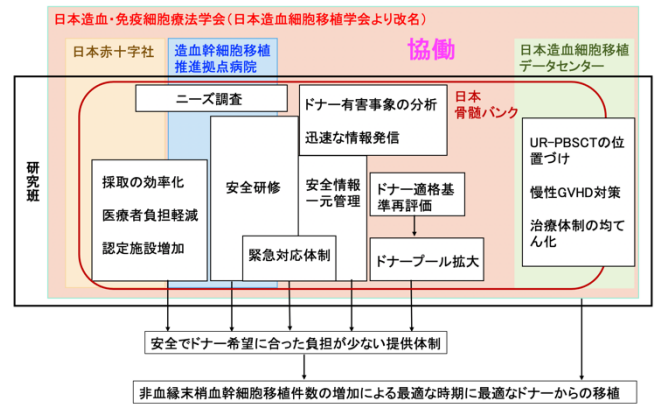 日本造血・免疫細胞療法学会（日本造血細胞移植学会より改名）
日本赤十字社
造血幹細胞移植
推進拠点病院
協働
日本造血細胞移植
データセンター
研究班
ニーズ調査
ドナー有害事象の分析
迅速な情報発信
日本
骨髄バンク
採取の効率化
医療者負担軽減
認定施設増加
安全研修
安全情報
一元管理
緊急対応体制
ドナー適格基
準再評価
ドナープール拡大
UR-PBSCTの位
置づけ
慢性GVHD対策
治療体制の均て
ん化
安全でドナー希望に合った負担が少ない提供体制
非血縁末梢血幹細胞移植件数の増加による最適な時期に最適なドナーからの移植